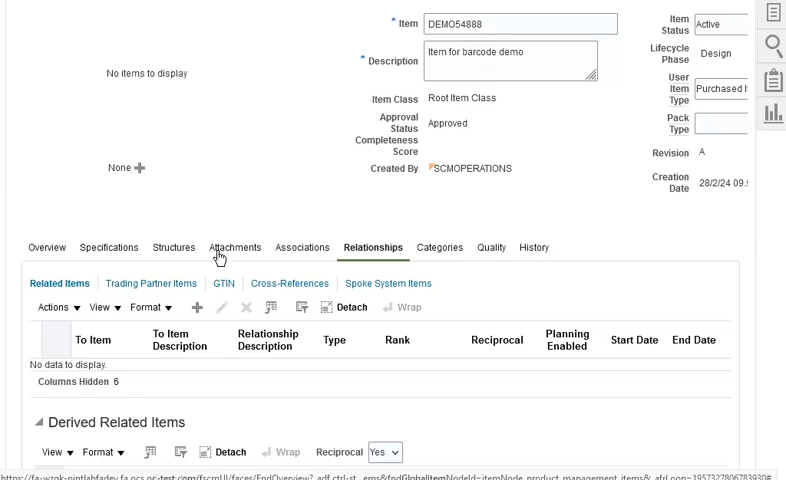 * Item DEMO54888
Item Status Active
* Description Item for barcode demo
Lifecycle Phase Design
No items to display
User Item Type Purchased I
Item Class Root Item Class
Approval Status Approved
Pack Type
Completeness Score
Revision A
None
Created By SCMOPERATIONS
Creation Date 28/2/24 09.
Overview Specifications Structures Attachments Associations Relationships Categories Quality History
Related Items Trading Partner Items GTIN Cross-References Spoke System Items
Actions View Format Detach Wrap
To Item To Item Description Relationship Description Type Rank Reciprocal Planning Enabled Start Date End Date
No data to display.
Columns Hidden 6
Derived Related Items
View Format Detach Wrap Reciprocal Yes